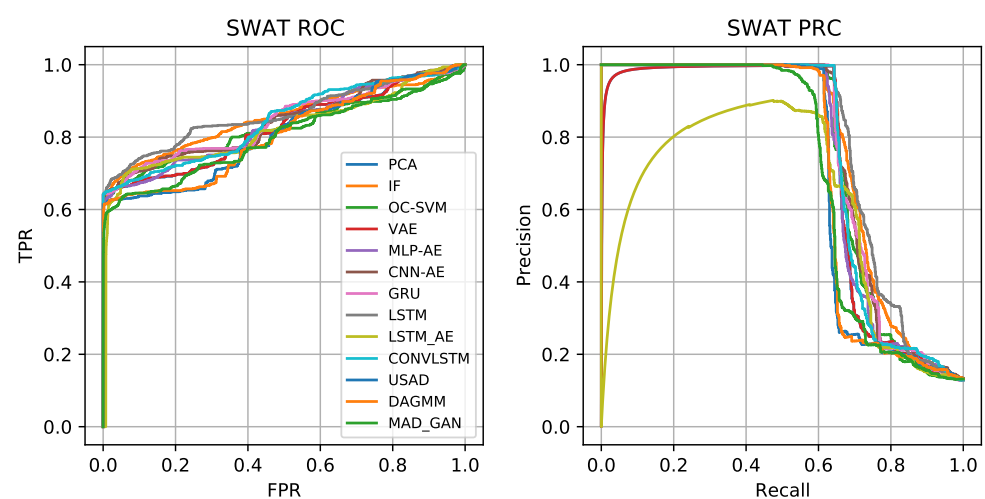 SWAT ROC
1.0
0.8
0.6
0.4
0.2
0.0
TPR
0.0 0.2 0.4 0.6 0.8 1.0
FPR
PCA
IF
OC-SVM
VAE
MLP-AE
CNN-AE
GRU
LSTM
LSTM_AE
CONVLSTM
USAD
DAGMM
MAD_GAN
SWAT PRC
1.0
0.8
0.6
0.4
0.2
0.0
Precision
0.0 0.2 0.4 0.6 0.8 1.0
Recall